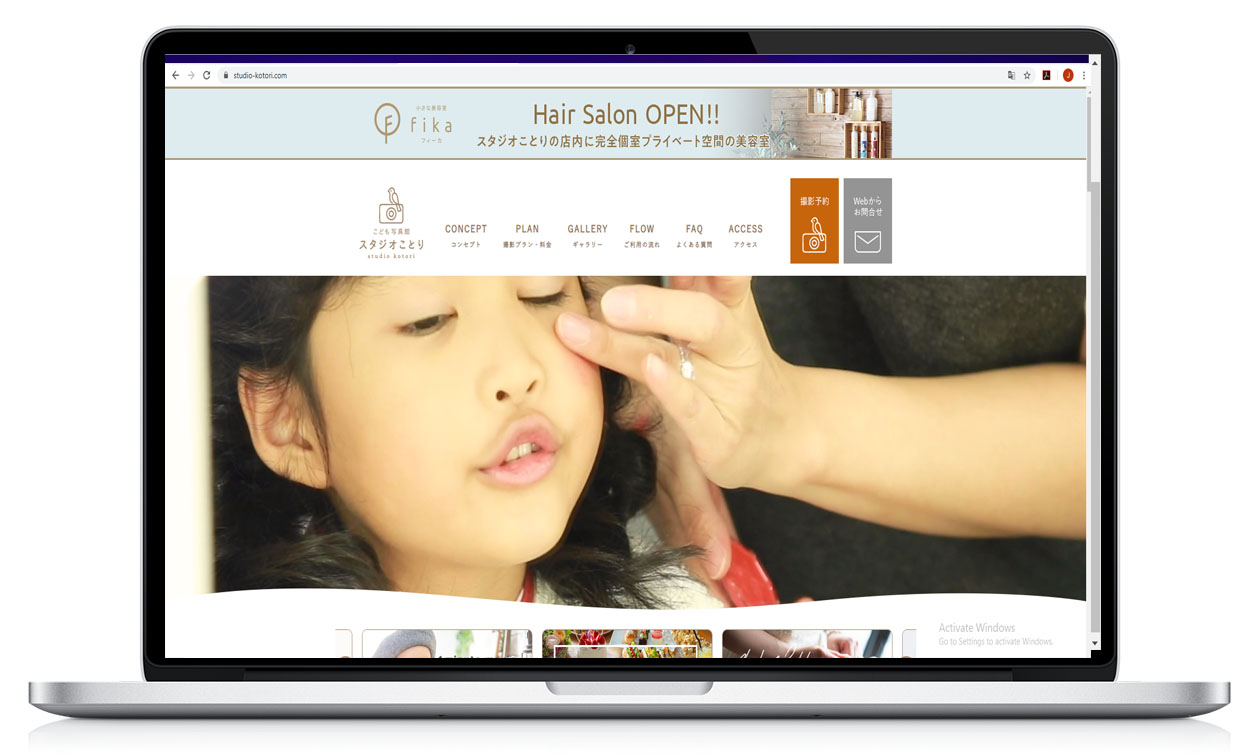 studio-kotori.com
小さな美容室
fika
フィーカ
Hair Salon OPEN!!
スタジオことりの店内に完全個室プライベート空間の美容室
こども写真館
スタジオことり
studio kotori
CONCEPT
コンセプト
PLAN
撮影プラン・料金
GALLERY
ギャラリー
FLOW
ご利用の流れ
FAQ
よくある質問
ACCESS
アクセス
撮影予約
Webから
お問合せ
J
Activate Windows
Go to Settings to activate Windows.